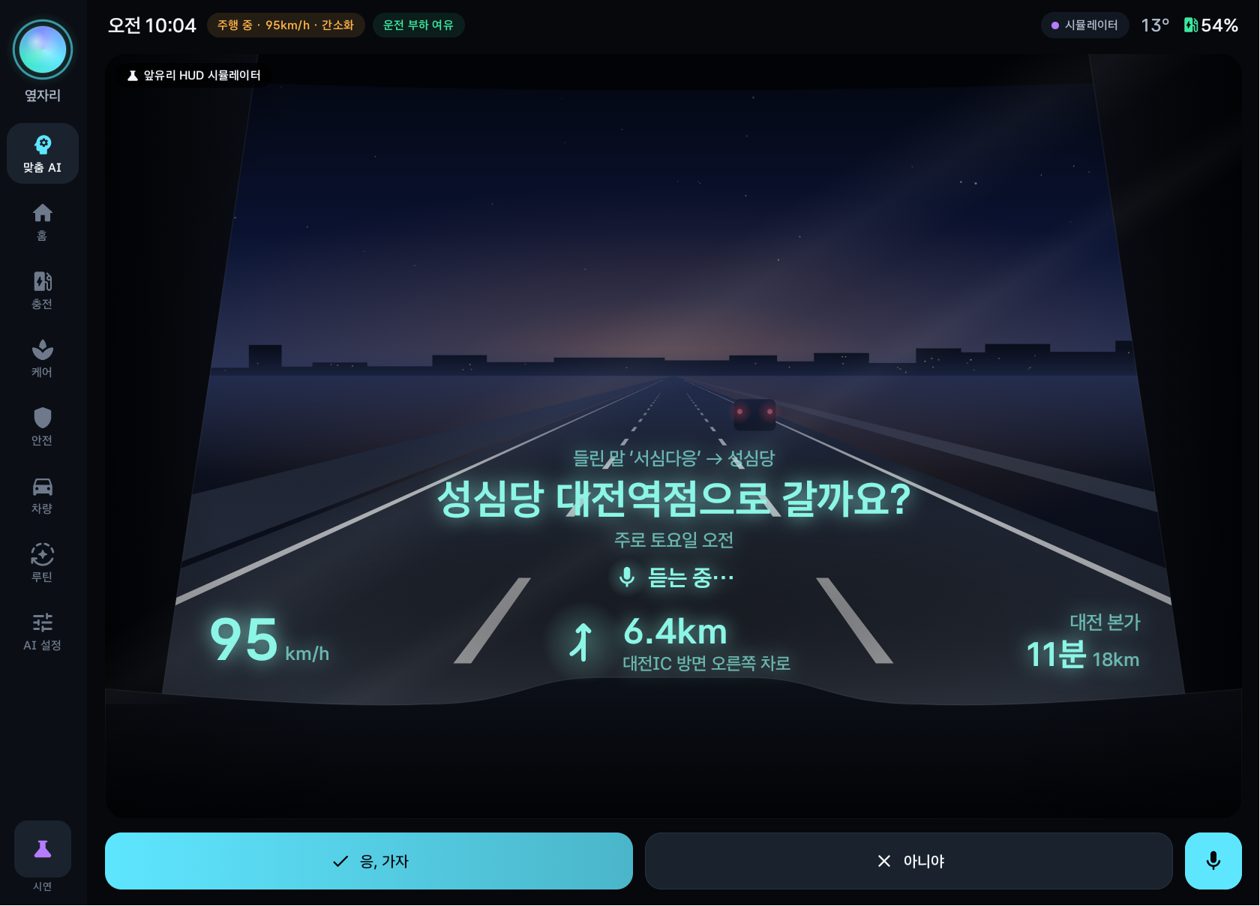 오전 10:04
주행 중 · 95km/h · 간소화
운전 부하 여유
시뮬레이터
13°
54%
옆자리
맞춤 AI
홈
충전
케어
안전
차량
루틴
AI 설정
시연
앞유리 HUD 시뮬레이터
들린 말 '서심다응' → 성심당
성심당 대전역점으로 갈까요?
주로 토요일 오전
듣는 중···
95 km/h
6.4km
대전IC 방면 오른쪽 차로
대전 본가
11분 18km
응, 가자
아니야